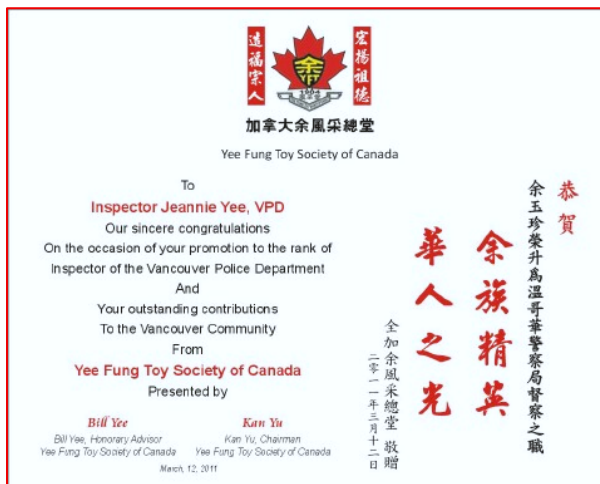 宏揚祖德
造福宗人
余
加拿大余風采總堂
Yee Fung Toy Society of Canada
To
Inspector Jeannie Yee, VPD
Our sincere congratulations
On the occasion of your promotion to the rank of
Inspector of the Vancouver Police Department
And
Your outstanding contributions
To the Vancouver Community
From
Yee Fung Toy Society of Canada
Presented by
Bill Yee
Bill Yee, Honorary Advisor
Yee Fung Toy Society of Canada
Kan Yu
Kan Yu, Chairman
Yee Fung Toy Society of Canada
March, 12, 2011
恭賀
余玉珍榮升爲溫哥華警察局督察之職
余族精英
華人之光
全加余風采總堂 敬贈
二零一一年三月十二日